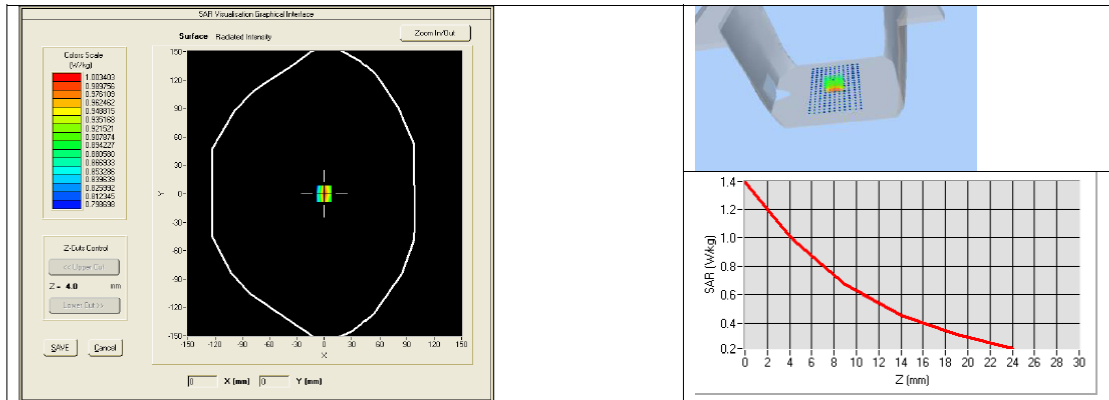 SAR Visualisation Graphical Interface
Surface Radiated Intensity
Zoom In/Out
Colors Scale
(W/kg)
1.003403
0.989756
0.976109
0.962462
0.948815
0.935168
0.921521
0.907874
0.894227
0.880580
0.866933
0.853286
0.839639
0.825992
0.812345
0.798698
150
120
90
60
30
0
-30
-60
-90
-120
-150
Y
-150 -120 -90 -60 -30 0 30 60 90 120 150
X
Z-Cuts Control
<< Upper Cut
Z = 4.0 mm
Lower Cut >>
SAVE Cancel
0 X (mm) 0 Y (mm)
1.4
1.2
1.0
0.8
0.6
0.4
0.2
SAR (W/kg)
0 2 4 6 8 10 12 14 16 18 20 22 24 26 28 30
Z (mm)